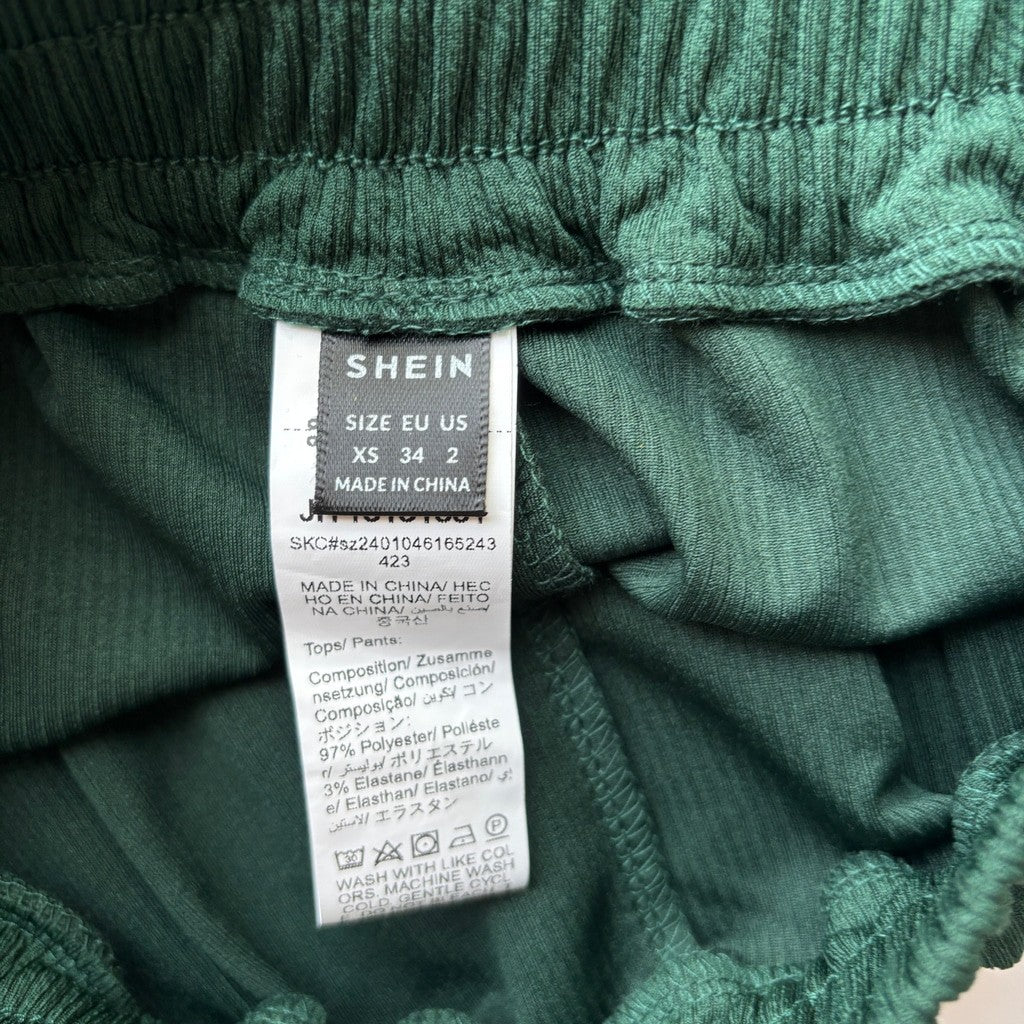 SHEIN
SIZE EU US
XS 34 2
MADE IN CHINA
SKC#sz2401046165243
423
MADE IN CHINA/ HEC
HO EN CHINA/ FEITO
NA CHINA/ صنع بالصين/
중국산
Tops/ Pants:
Composition/ Zusamme
nsetzung/ Composición/
Composição/ تكوين/ コン
ポジション:
97% Polyester/ Poliéste
r/ بوليستر/ ポリエステル
3% Elastane/ Élasthann
e/ Elasthan/ Elastano/
エラスタン
WASH WITH LIKE COL
ORS. MACHINE WASH
COLD. GENTLE CYCL